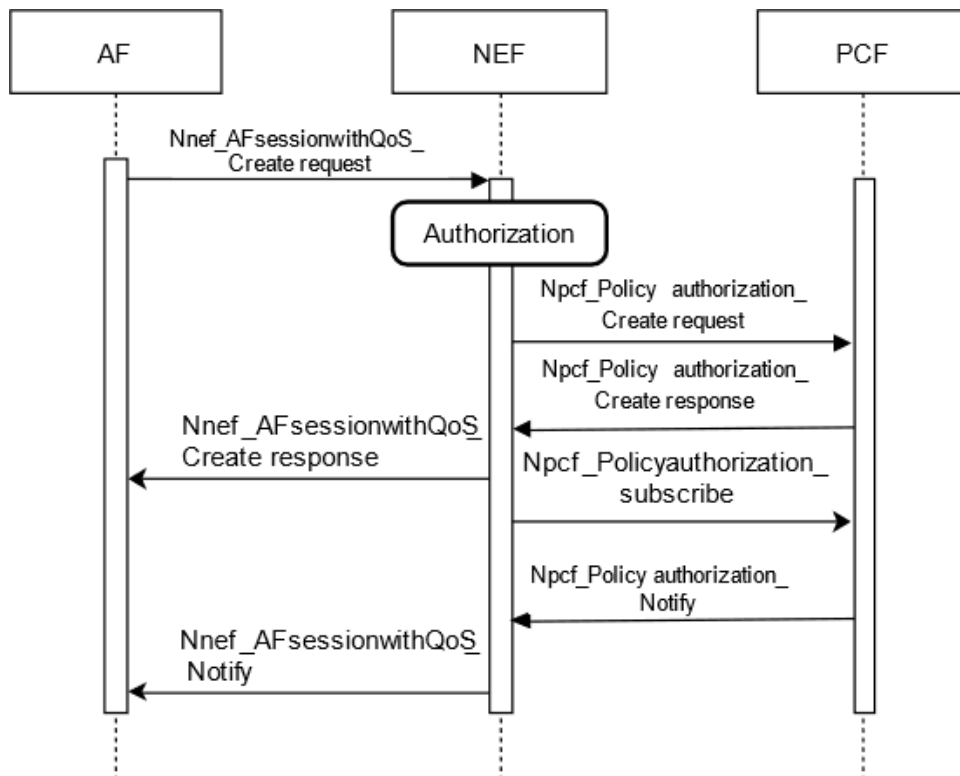 AF
NEF
PCF
Nnef_AFsessionwithQoS_
Create request
Authorization
Npcf_Policy authorization_
Create request
Npcf_Policy authorization_
Create response
Nnef_AFsessionwithQoS_
Create response
Npcf_Policyauthorization_
subscribe
Npcf_Policy authorization_
Notify
Nnef_AFsessionwithQoS_
Notify